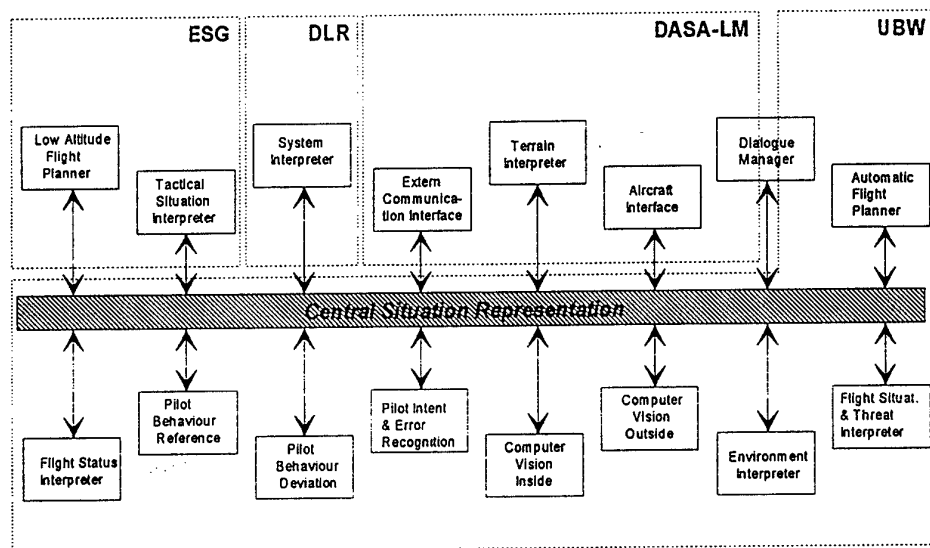 ESG
DLR
DASA-LM
UBW
Low Altitude
Flight
Planner
Tactical
Situation
Interpreter
System
Interpreter
Extern
Communica-
tion Interface
Terrain
Interpreter
Aircraft
Interface
Dialogue
Manager
Automatic
Flight
Planner
Central Situation Representation
Flight Status
Interpreter
Pilot
Behaviour
Reference
Pilot
Behaviour
Deviation
Pilot Intent
& Error
Recognition
Computer
Vision
Inside
Computer
Vision
Outside
Environment
Interpreter
Flight Situat.
& Threat
Interpreter